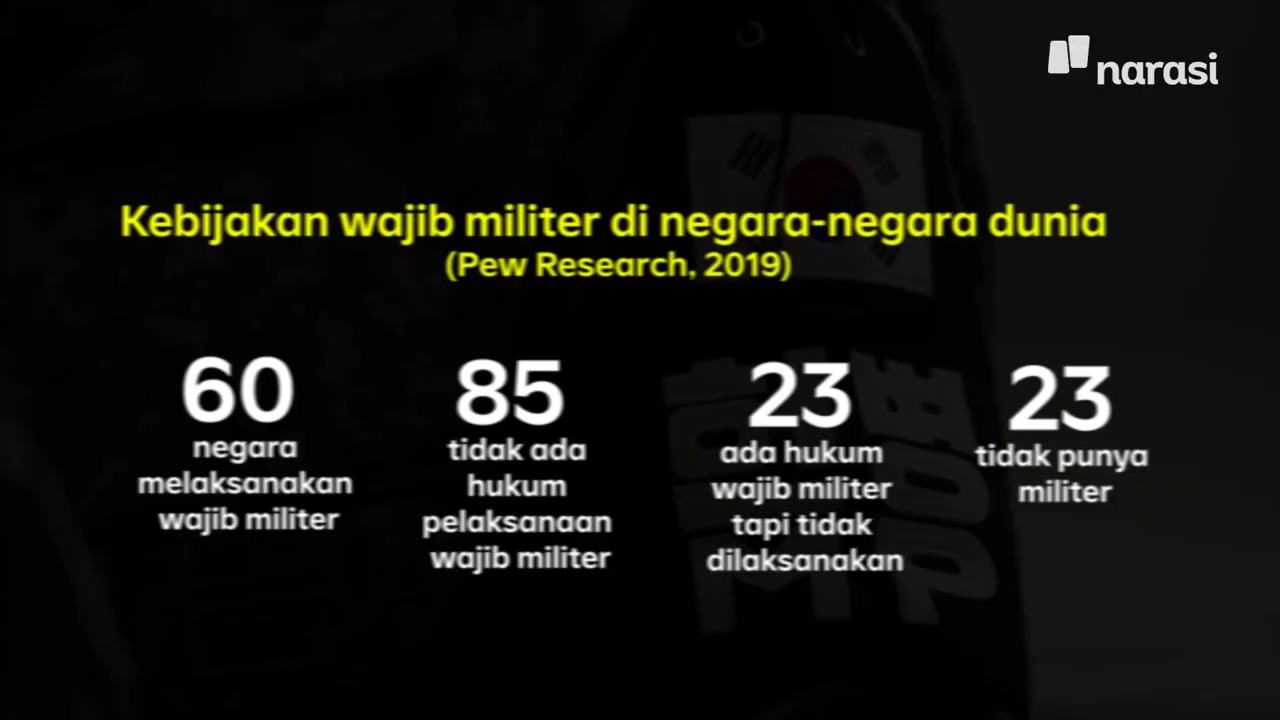 narasi
Kebijakan wajib militer di negara-negara dunia
(Pew Research, 2019)
60
negara
melaksanakan
wajib militer
85
tidak ada
hukum
pelaksanaan
wajib militer
23
ada hukum
wajib militer
tapi tidak
dilaksanakan
23
tidak punya
militer